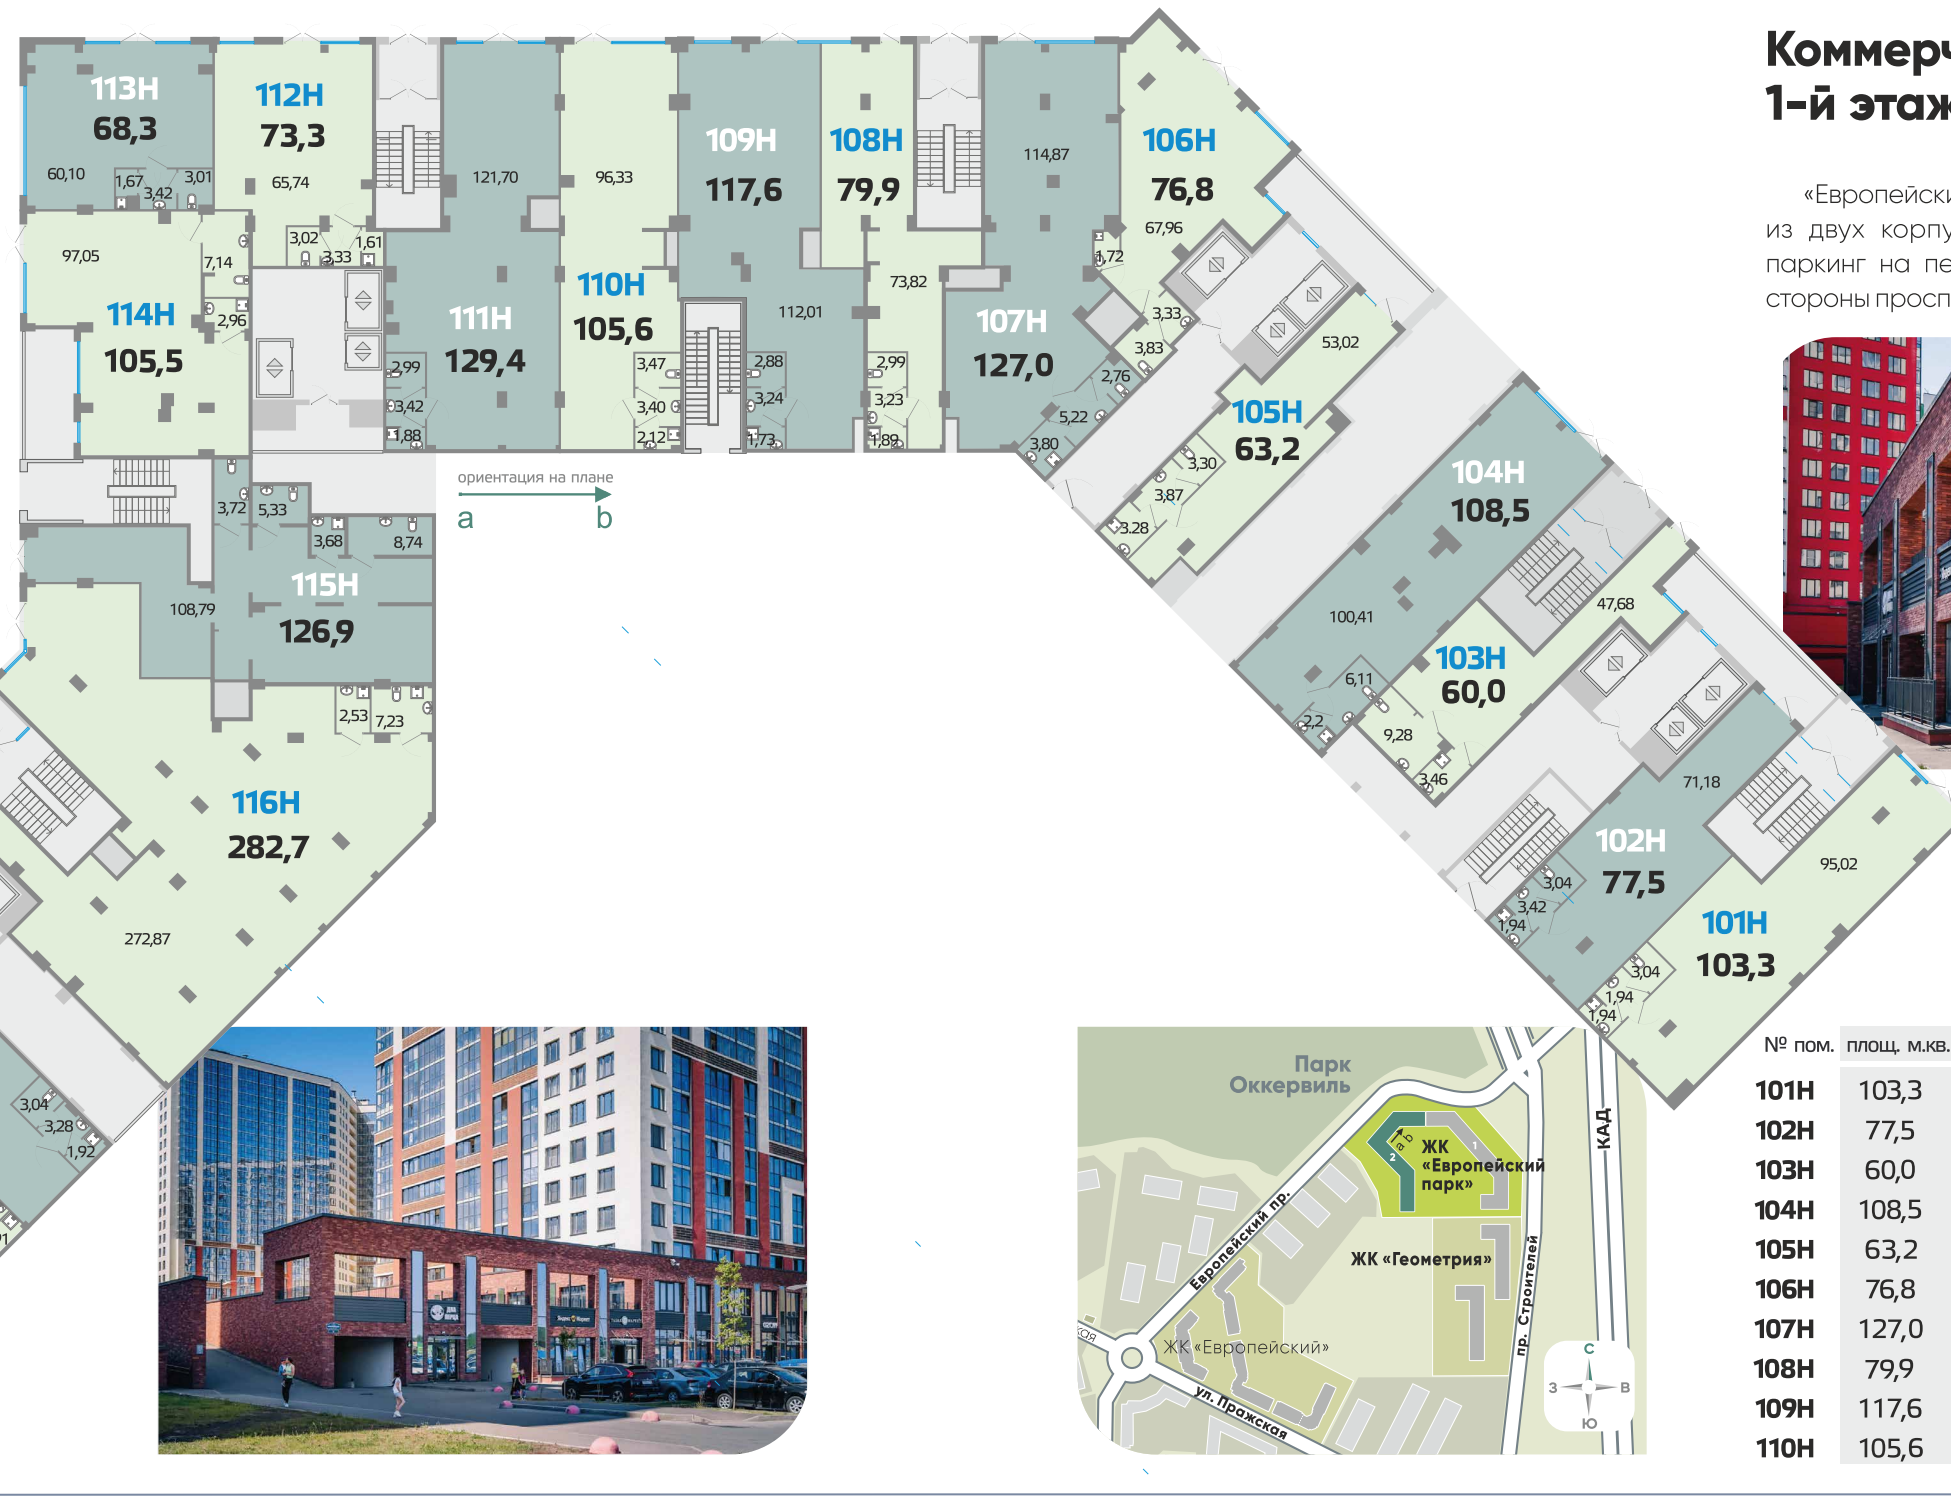 Коммерч
1-й этаж
«Европейски
из двух корпу
паркинг на пе
стороны просп
113Н
68,3
60,10
1,67
3,42
3,01
112Н
73,3
65,74
3,02
3,33
1,61
97,05
7,14
114Н
2,96
105,5
121,70
111Н
129,4
2,99
3,42
1,88
96,33
110Н
105,6
3,47
3,40
2,12
109Н
117,6
112,01
2,88
3,24
1,73
108Н
79,9
73,82
2,99
3,23
1,89
114,87
107Н
127,0
2,76
5,22
3,80
106Н
76,8
67,96
1,72
3,33
3,83
53,02
105Н
63,2
3,30
3,87
3.28
104Н
108,5
100,41
6,11
2,2
47,68
103Н
60,0
9,28
3,46
71,18
102Н
77,5
3,04
3,42
1,94
95,02
101Н
103,3
3,04
1,94
1,94
ориентация на плане
a b
3,72
5,33
3,68
8,74
115Н
108,79
126,9
2,53
7,23
116Н
282,7
272,87
3,04
3,28
1,92
Парк
Оккервиль
a b
1
2
ЖК
«Европейский
парк»
КАД
Европейский пр.
ЖК «Геометрия»
пр. Строителей
ЖК «Европейский»
ул. Пражская
кая
С
З В
Ю
№ пом. площ. м.кв.
101Н 103,3
102Н 77,5
103Н 60,0
104Н 108,5
105Н 63,2
106Н 76,8
107Н 127,0
108Н 79,9
109Н 117,6
110Н 105,6